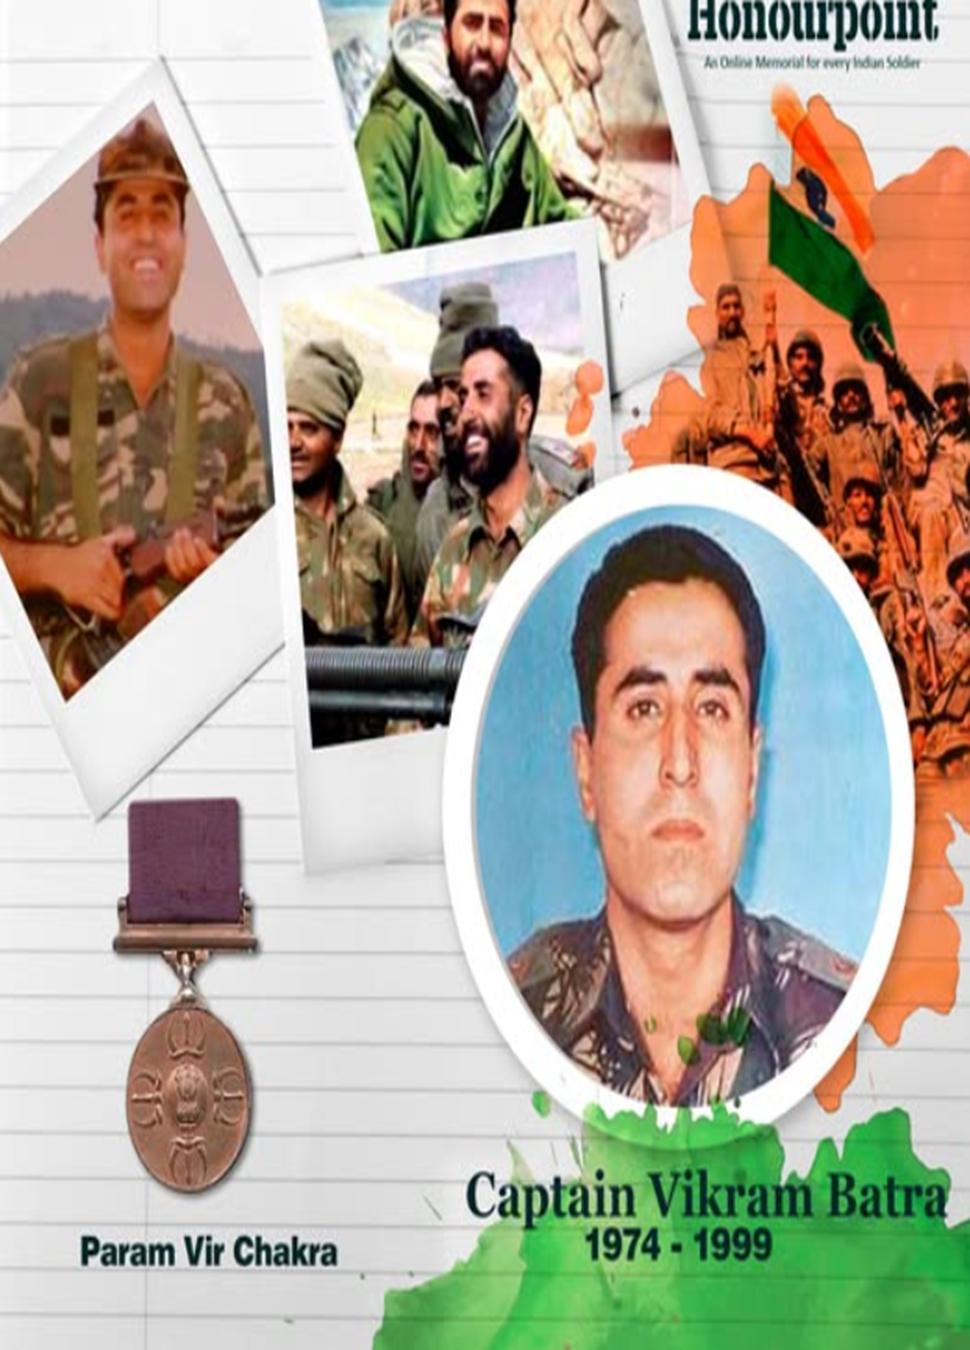 Honourpoint
An Online Memorial for every Indian Soldier
Captain Vikram Batra
1974 - 1999
Param Vir Chakra